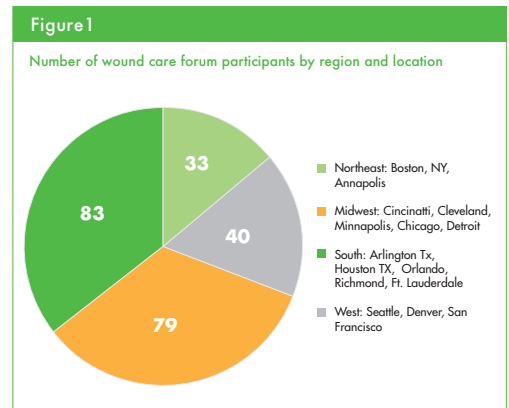 Figure1
Number of wound care forum participants by region and location
33
83
40
79
Northeast: Boston, NY,
Annapolis
Midwest: Cincinatti, Cleveland,
Minnapolis, Chicago, Detroit
South: Arlington Tx,
Houston TX, Orlando,
Richmond, Ft. Lauderdale
West: Seattle, Denver, San
Francisco